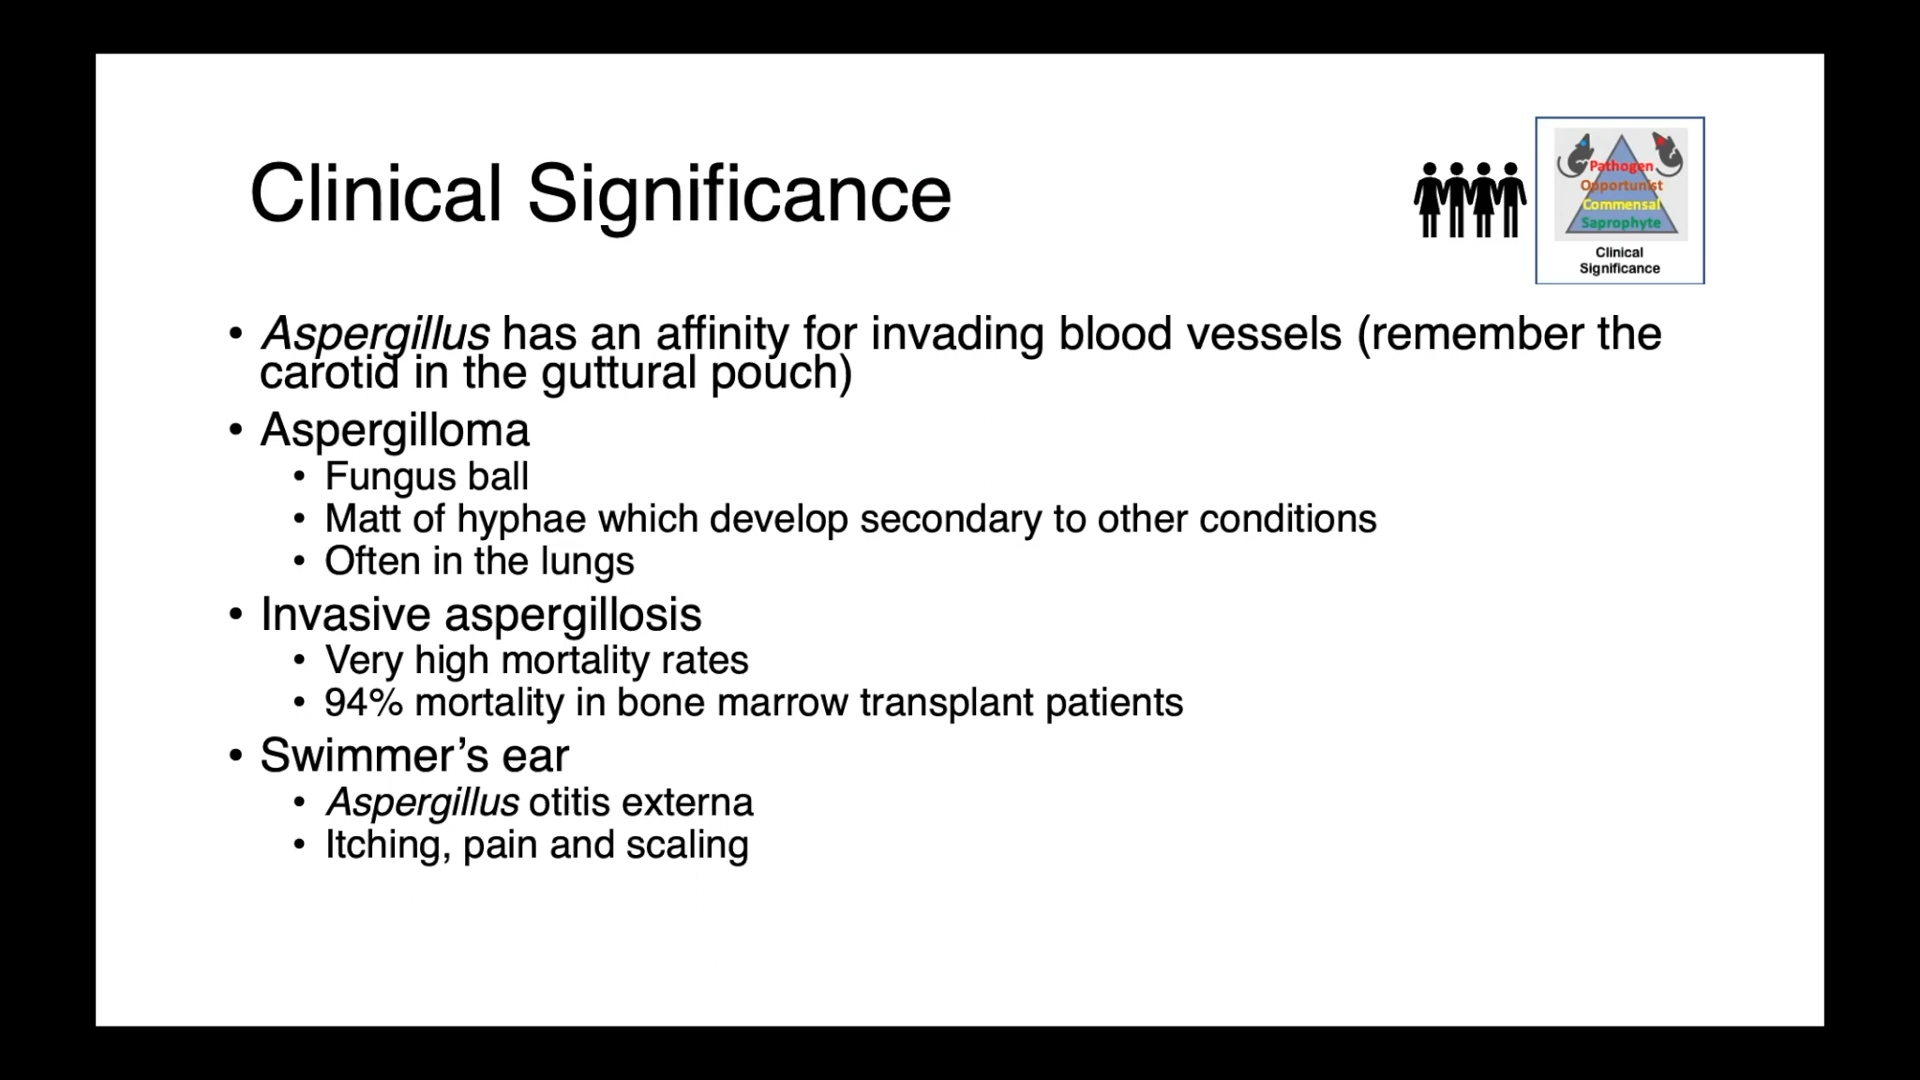 Clinical Significance
Pathogen
Opportunist
Commensal
Saprophyte
Clinical
Significance
• Aspergillus has an affinity for invading blood vessels (remember the
carotid in the guttural pouch)
• Aspergilloma
• Fungus ball
• Matt of hyphae which develop secondary to other conditions
• Often in the lungs
• Invasive aspergillosis
• Very high mortality rates
• 94% mortality in bone marrow transplant patients
• Swimmer’s ear
• Aspergillus otitis externa
• Itching, pain and scaling